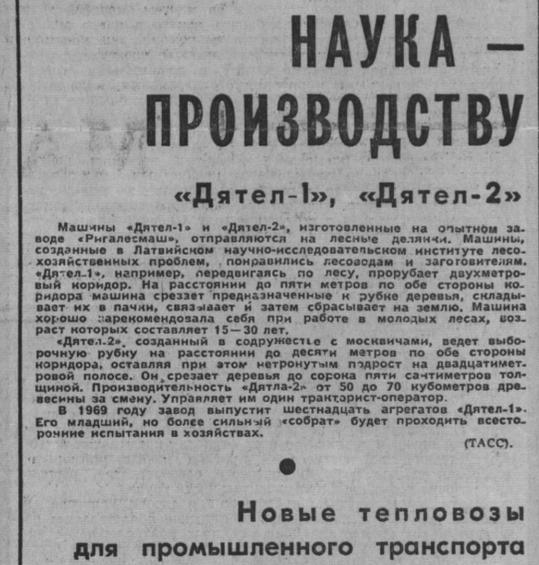 НАУКА —
ПРОИЗВОДСТВУ
«Дятел-1», «Дятел-2»
Машины «Дятел-1» и «Дятел-2», изготовленные на опытном за-
воде «Ригалесмаш», отправляются на лесные делянки. Машины,
созданные в Латвийском научно-исследовательском институте лесо-
хозяйственных проблем, понравились лесоводам и заготовителям.
«Дятел-1», например, передвигаясь по лесу, прорубает двухметро-
вый коридор. На расстоянии до пяти метров по обе стороны ко-
ридора машина срезает предназначенные к рубке деревья, склады-
вает их в пачки, связывает и затем сбрасывает на землю. Машина
хорошо зарекомендовала себя при работе в молодых лесах, воз-
раст которых составляет 15—30 лет.
«Дятел-2», созданный в содружестве с москвичами, ведет выбо-
рочную рубку на расстоянии до десяти метров по обе стороны
коридора, оставляя при этом нетронутым подрост на двадцатимет-
ровой полосе. Он срезает деревья до сорока пяти сантиметров тол-
щиной. Производительность «Дятла-2» от 50 до 70 кубометров дре-
весины за смену. Управляет им один тракторист-оператор.
В 1969 году завод выпустит шестнадцать агрегатов «Дятел-1».
Его младший, но более сильный «собрат» будет проходить всесто-
ронние испытания в хозяйствах.
(ТАСС).
Новые тепловозы
для промышленного транспорта